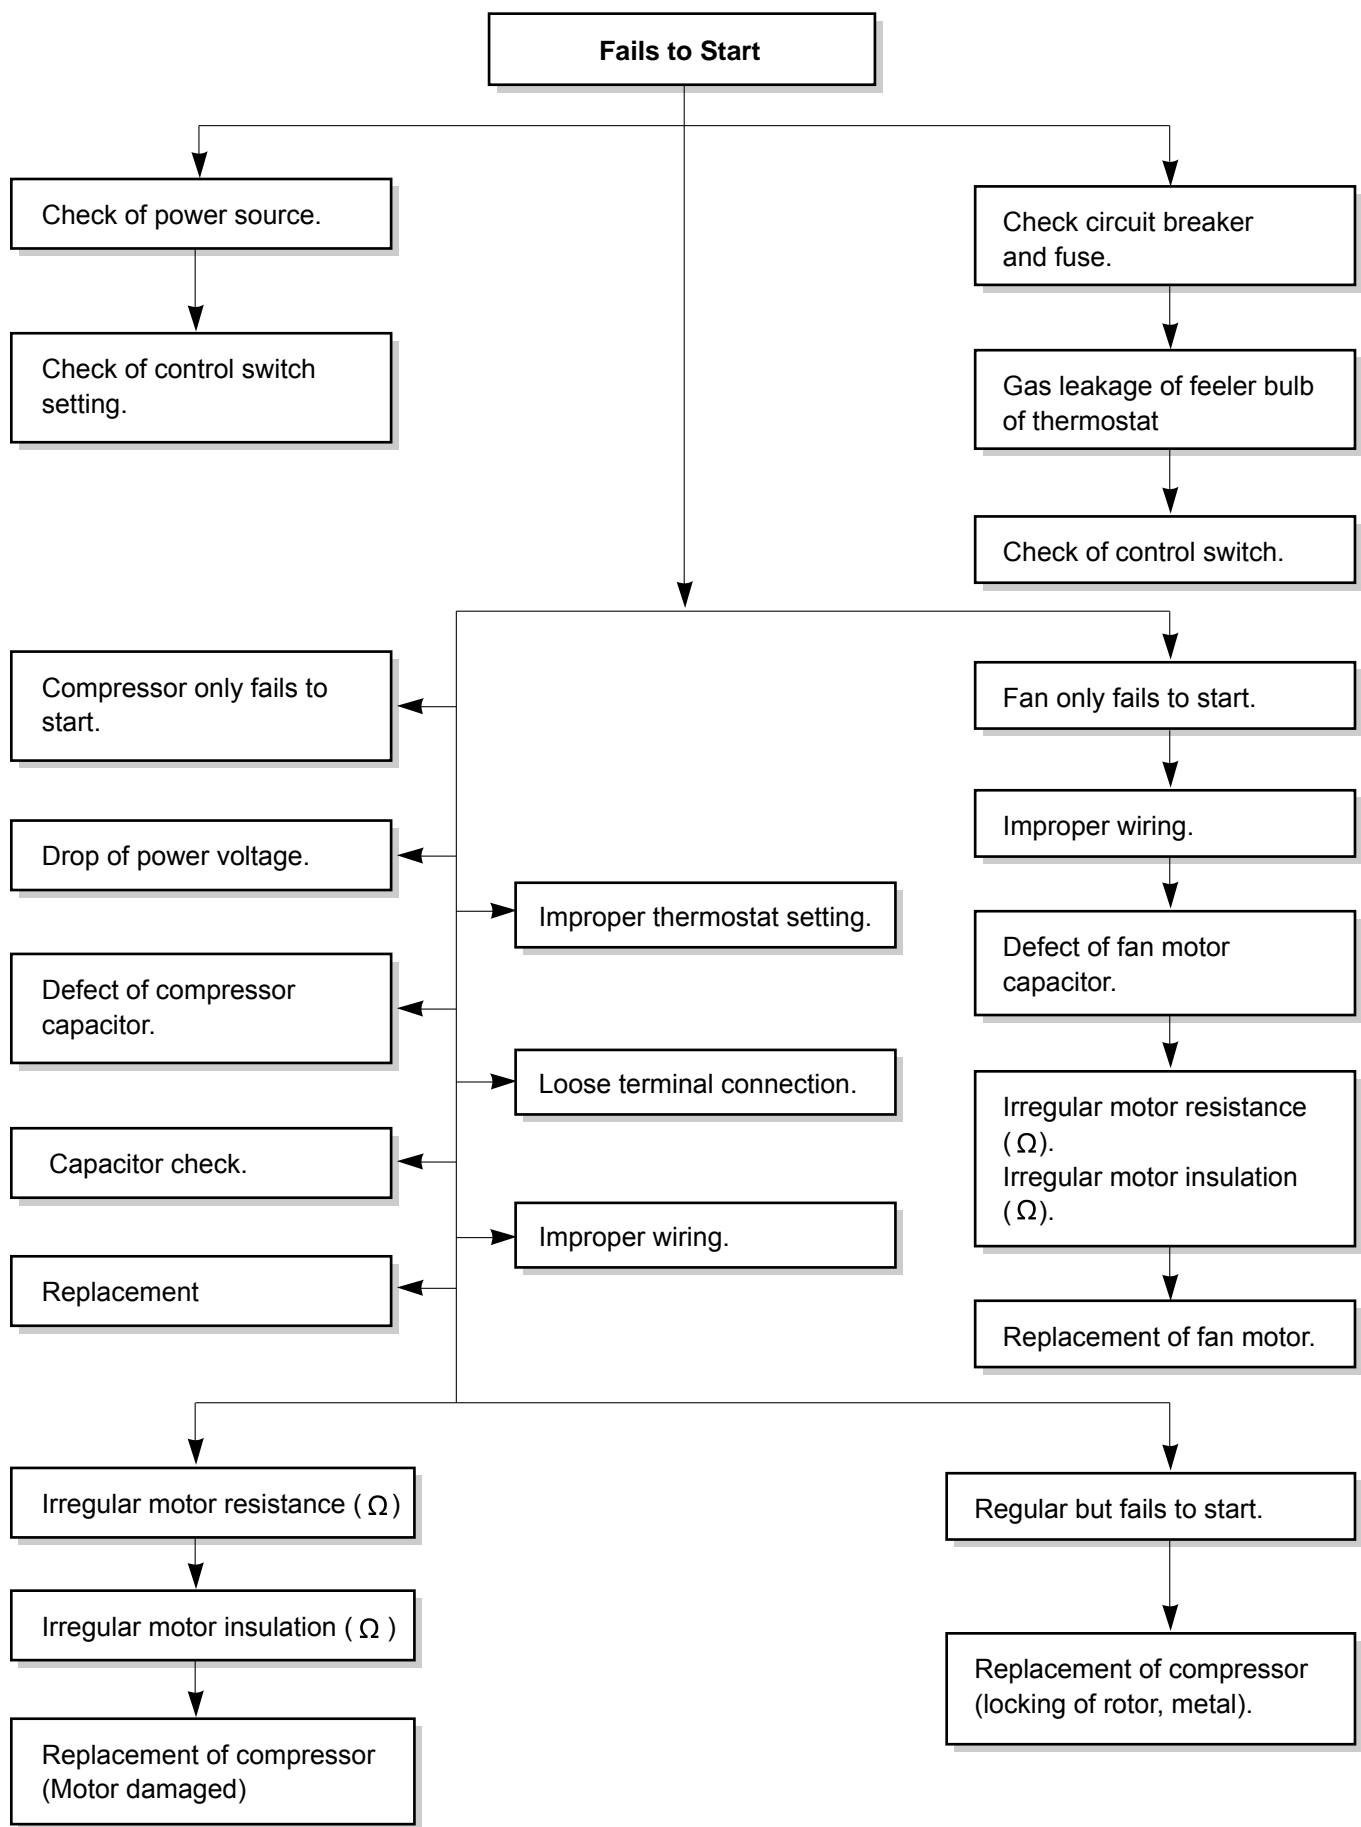 Fails to Start
Check of power source.
Check circuit breaker
and fuse.
Check of control switch
setting.
Gas leakage of feeler bulb
of thermostat
Check of control switch.
Compressor only fails to
start.
Fan only fails to start.
Drop of power voltage.
Improper wiring.
Improper thermostat setting.
Defect of fan motor
capacitor.
Defect of compressor
capacitor.
Loose terminal connection.
Irregular motor resistance
(Ω).
Irregular motor insulation
(Ω).
Capacitor check.
Improper wiring.
Replacement
Replacement of fan motor.
Irregular motor resistance (Ω)
Regular but fails to start.
Irregular motor insulation (Ω )
Replacement of compressor
(locking of rotor, metal).
Replacement of compressor
(Motor damaged)